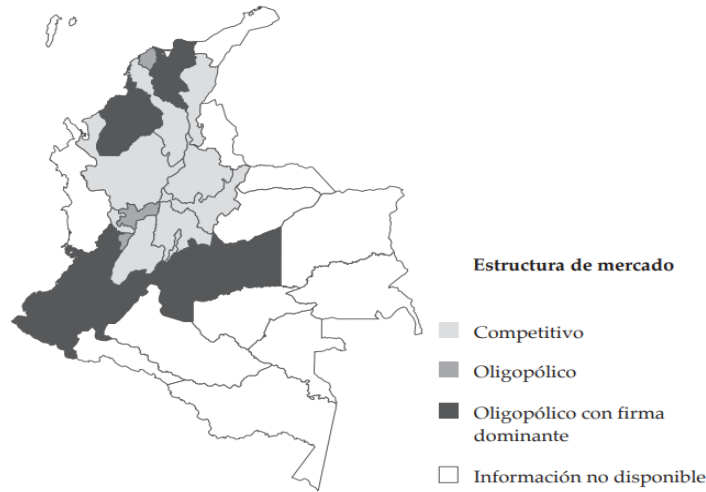 Estructura de mercado
Competitivo
Oligopólico
Oligopólico con firma
dominante
Información no disponible